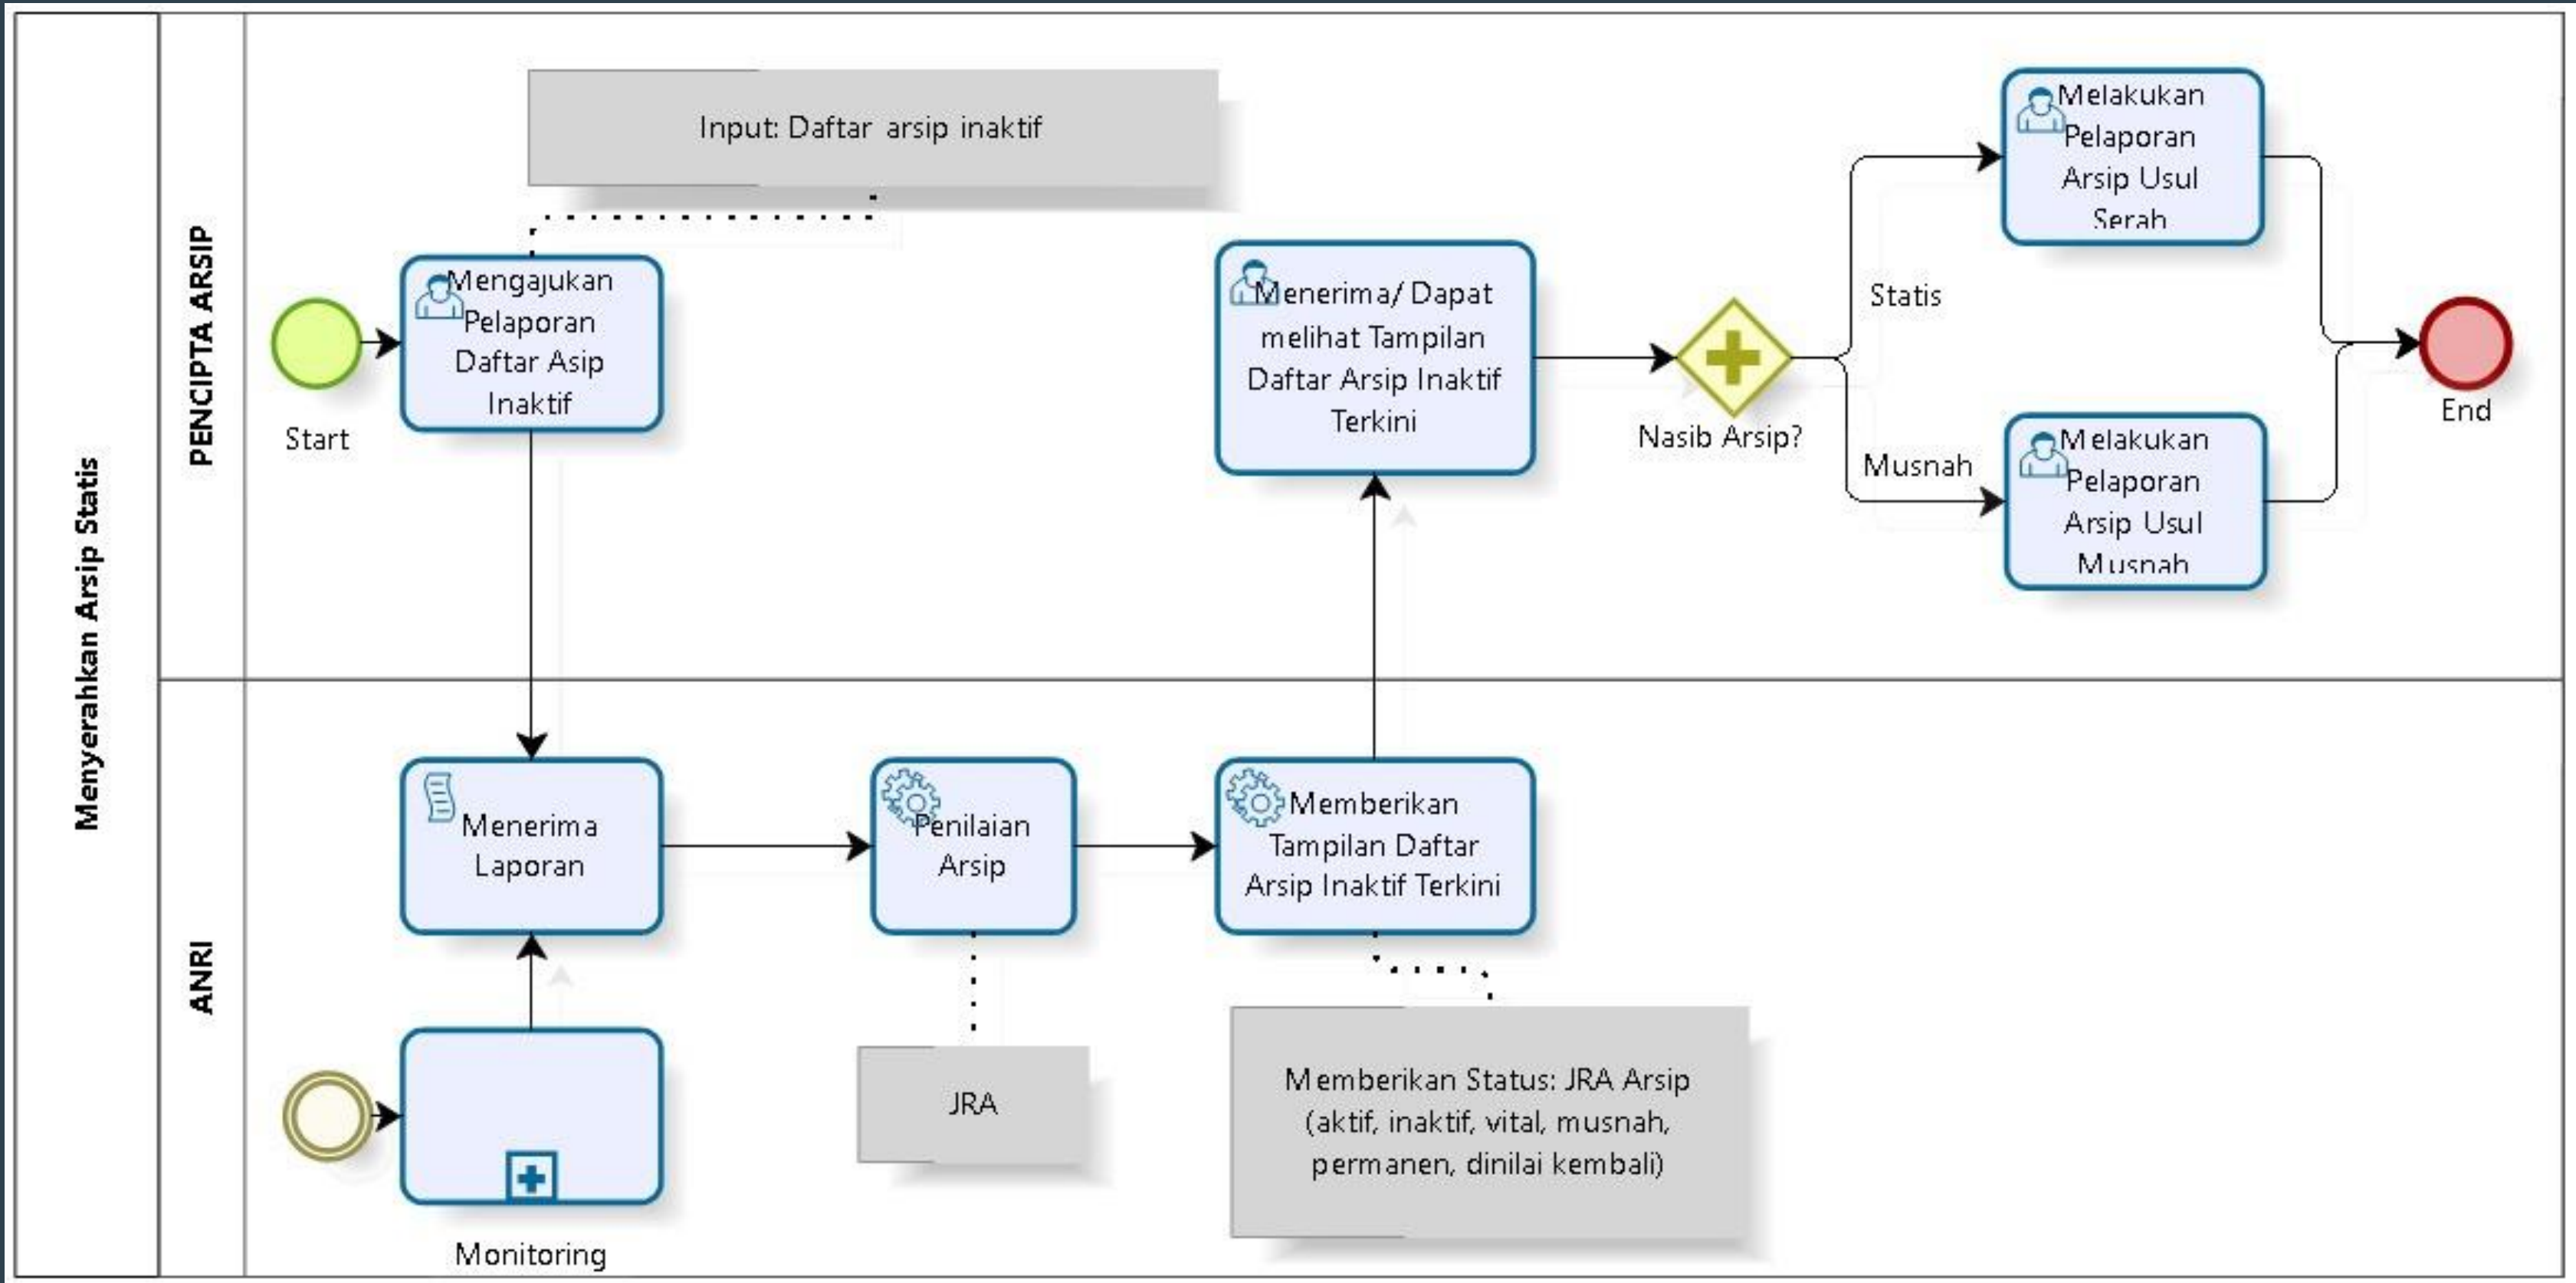 Menyerahkan Arsip Statis
PENCIPTA ARSIP
Input: Daftar arsip inaktif
Start
Mengajukan
Pelaporan
Daftar Asip
Inaktif
Menerima/ Dapat
melihat Tampilan
Daftar Arsip Inaktif
Terkini
Nasib Arsip?
Statis
Musnah
Melakukan
Pelaporan
Arsip Usul
Serah
Melakukan
Pelaporan
Arsip Usul
Musnah
End
ANRI
Menerima
Laporan
Penilaian
Arsip
Memberikan
Tampilan Daftar
Arsip Inaktif Terkini
Monitoring
JRA
Memberikan Status: JRA Arsip
(aktif, inaktif, vital, musnah,
permanen, dinilai kembali)